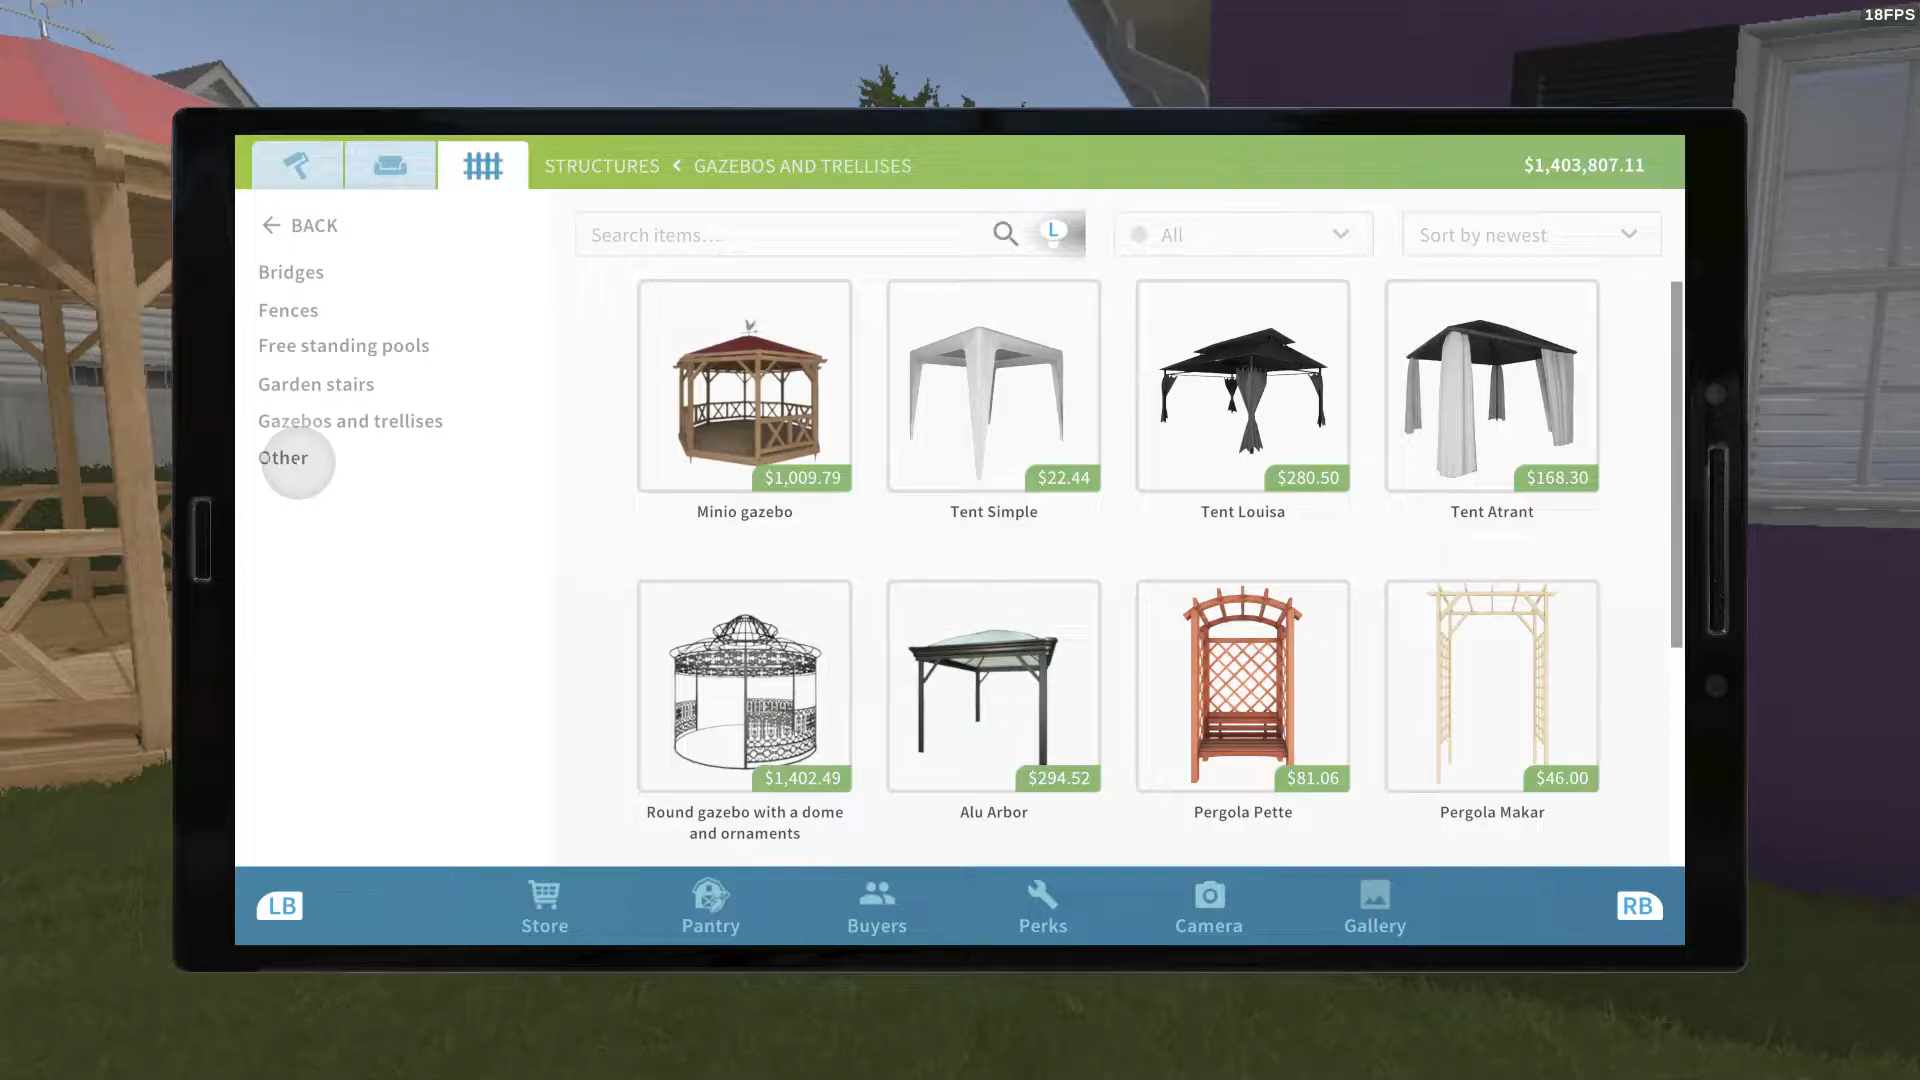 18FPS
STRUCTURES < GAZEBOS AND TRELLISES
$1,403,807.11
BACK
Bridges
Fences
Free standing pools
Garden stairs
Gazebos and trellises
Other
Search items...
L
All
Sort by newest
$1,009.79
$22.44
$280.50
$168.30
Minio gazebo
Tent Simple
Tent Louisa
Tent Atrant
$1,402.49
$294.52
$81.06
$46.00
Round gazebo with a dome
and ornaments
Alu Arbor
Pergola Pette
Pergola Makar
LB
Store
Pantry
Buyers
Perks
Camera
Gallery
RB